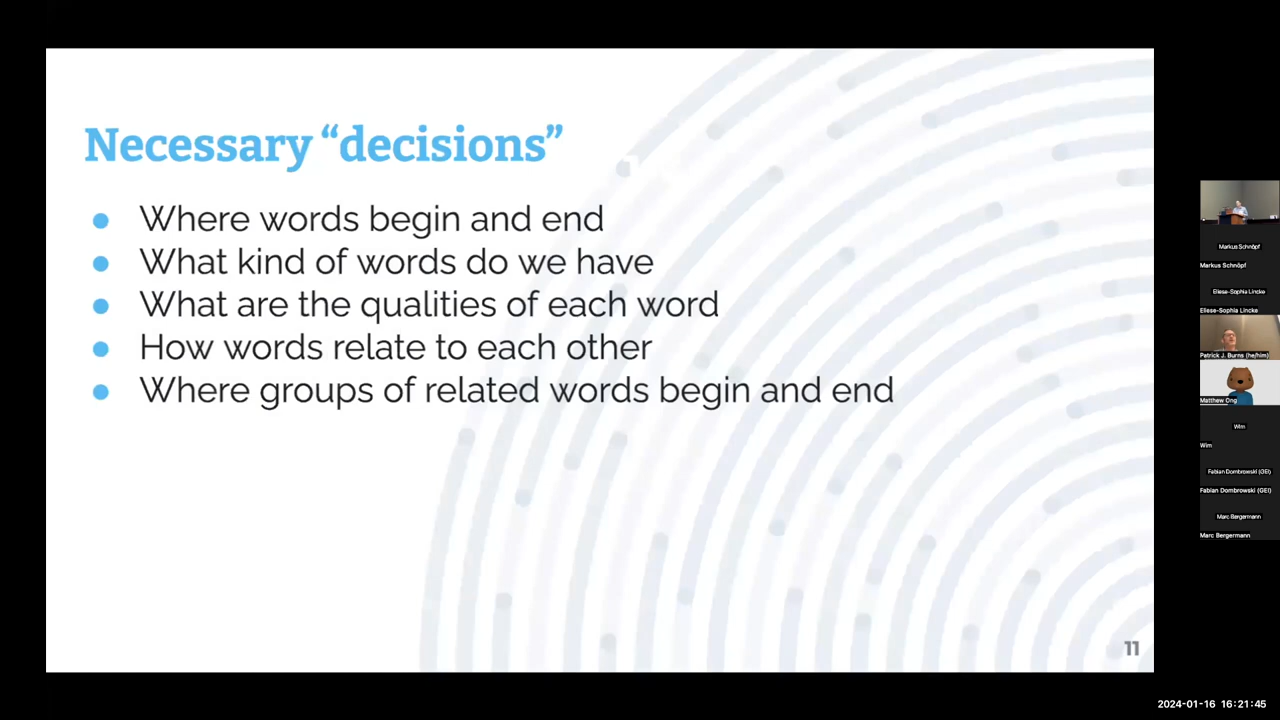 Necessary “decisions”
● Where words begin and end
● What kind of words do we have
● What are the qualities of each word
● How words relate to each other
● Where groups of related words begin and end
11
Markus Schnöpf
Markus Schnöpf
Eliese-Sophia Lincke
Eliese-Sophia Lincke
Patrick J. Burns (he/him)
Matthew Ong
Wim
Wim
Fabian Dombrowski (GEI)
Fabian Dombrowski (GEI)
Marc Bergermann
Marc Bergermann
2024-01-16 16:21:45